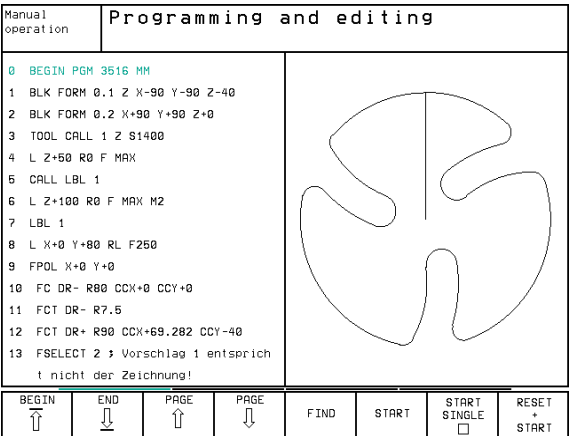 Manual
operation
Programming and editing
0 BEGIN PGM 3516 MM
1 BLK FORM 0.1 Z X-90 Y-90 Z-40
2 BLK FORM 0.2 X+90 Y+90 Z+0
3 TOOL CALL 1 Z S1400
4 L Z+50 R0 F MAX
5 CALL LBL 1
6 L Z+100 R0 F MAX M2
7 LBL 1
8 L X+0 Y+80 RL F250
9 FPOL X+0 Y+0
10 FC DR- R80 CCX+0 CCY+0
11 FCT DR- R7.5
12 FCT DR+ R90 CCX+69.282 CCY-40
13 FSELECT 2 ; Vorschlag 1 entsprich
t nicht der Zeichnung!
BEGIN
END
PAGE
PAGE
FIND
START
START
SINGLE
RESET
+
START